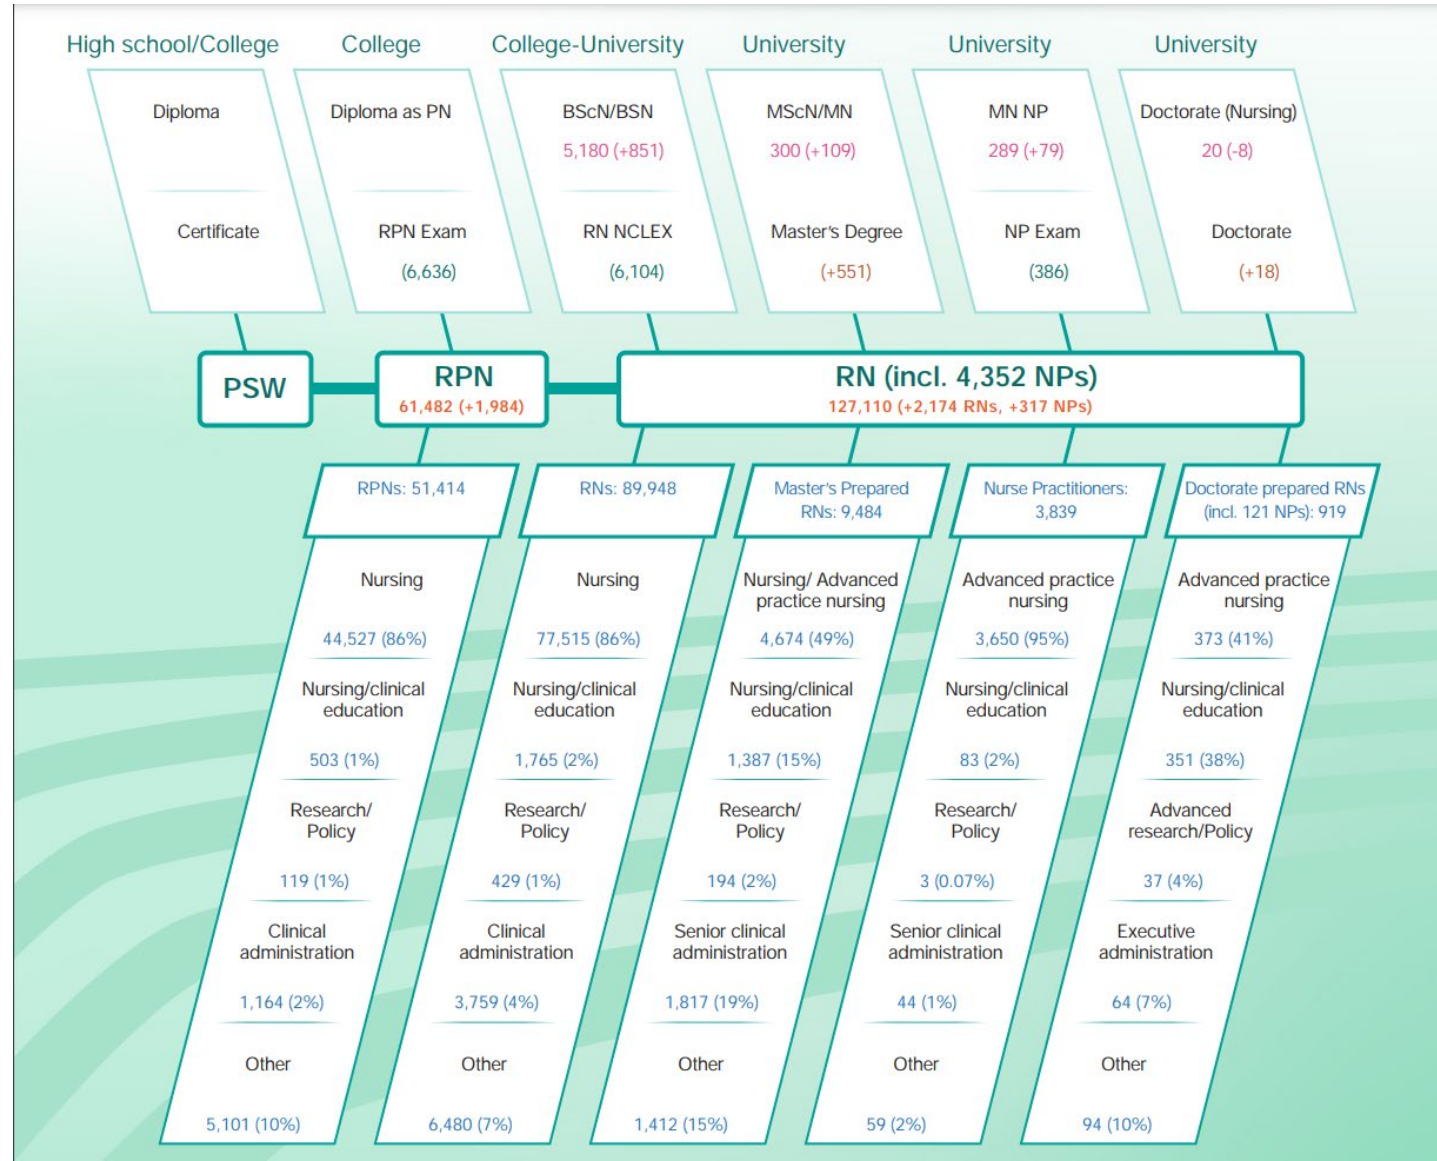 High school/College
College
College-University
University
University
University
Diploma
Certificate
Diploma as PN
RPN Exam
(6,636)
BScN/BSN
5,180 (+851)
RN NCLEX
(6,104)
MScN/MN
300 (+109)
Master's Degree
(+551)
MN NP
289 (+79)
NP Exam
(386)
Doctorate (Nursing)
20 (-8)
Doctorate
(+18)
PSW
RPN
61,482 (+1,984)
RN (incl. 4,352 NPs)
127,110 (+2,174 RNs, +317 NPs)
RPNs: 51,414
Nursing
44,527 (86%)
Nursing/clinical
education
503 (1%)
Research/
Policy
119 (1%)
Clinical
administration
1,164 (2%)
Other
5,101 (10%)
RNs: 89,948
Nursing
77,515 (86%)
Nursing/clinical
education
1,765 (2%)
Research/
Policy
429 (1%)
Clinical
administration
3,759 (4%)
Other
6,480 (7%)
Master's Prepared
RNs: 9,484
Nursing/ Advanced
practice nursing
4,674 (49%)
Nursing/clinical
education
1,387 (15%)
Research/
Policy
194 (2%)
Senior clinical
administration
1,817 (19%)
Other
1,412 (15%)
Nurse Practitioners:
3,839
Advanced practice
nursing
3,650 (95%)
Nursing/clinical
education
83 (2%)
Research/
Policy
3 (0.07%)
Senior clinical
administration
44 (1%)
Other
59 (2%)
Doctorate prepared RNs
(incl. 121 NPs): 919
Advanced practice
nursing
373 (41%)
Nursing/clinical
education
351 (38%)
Advanced
research/Policy
37 (4%)
Executive
administration
64 (7%)
Other
94 (10%)